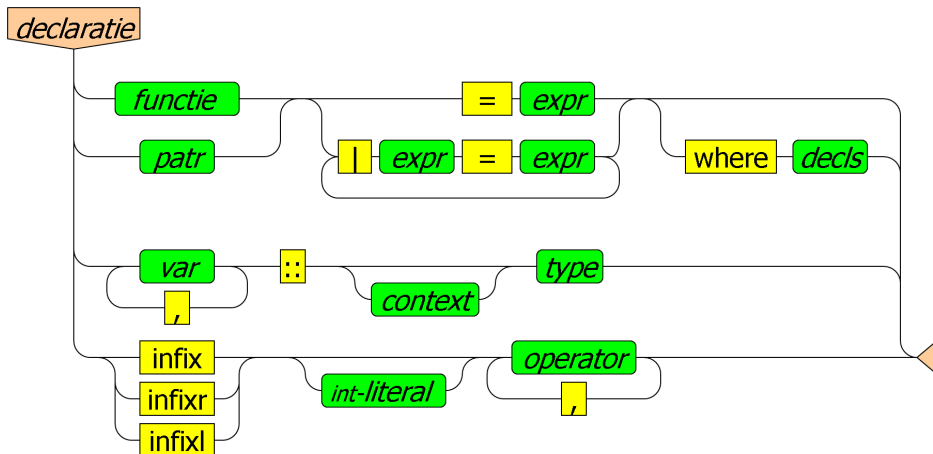 declaratie
functie = expr
patr | expr = expr where decls
var :: type
, context
infix operator
infixr int-literal ,
infixl